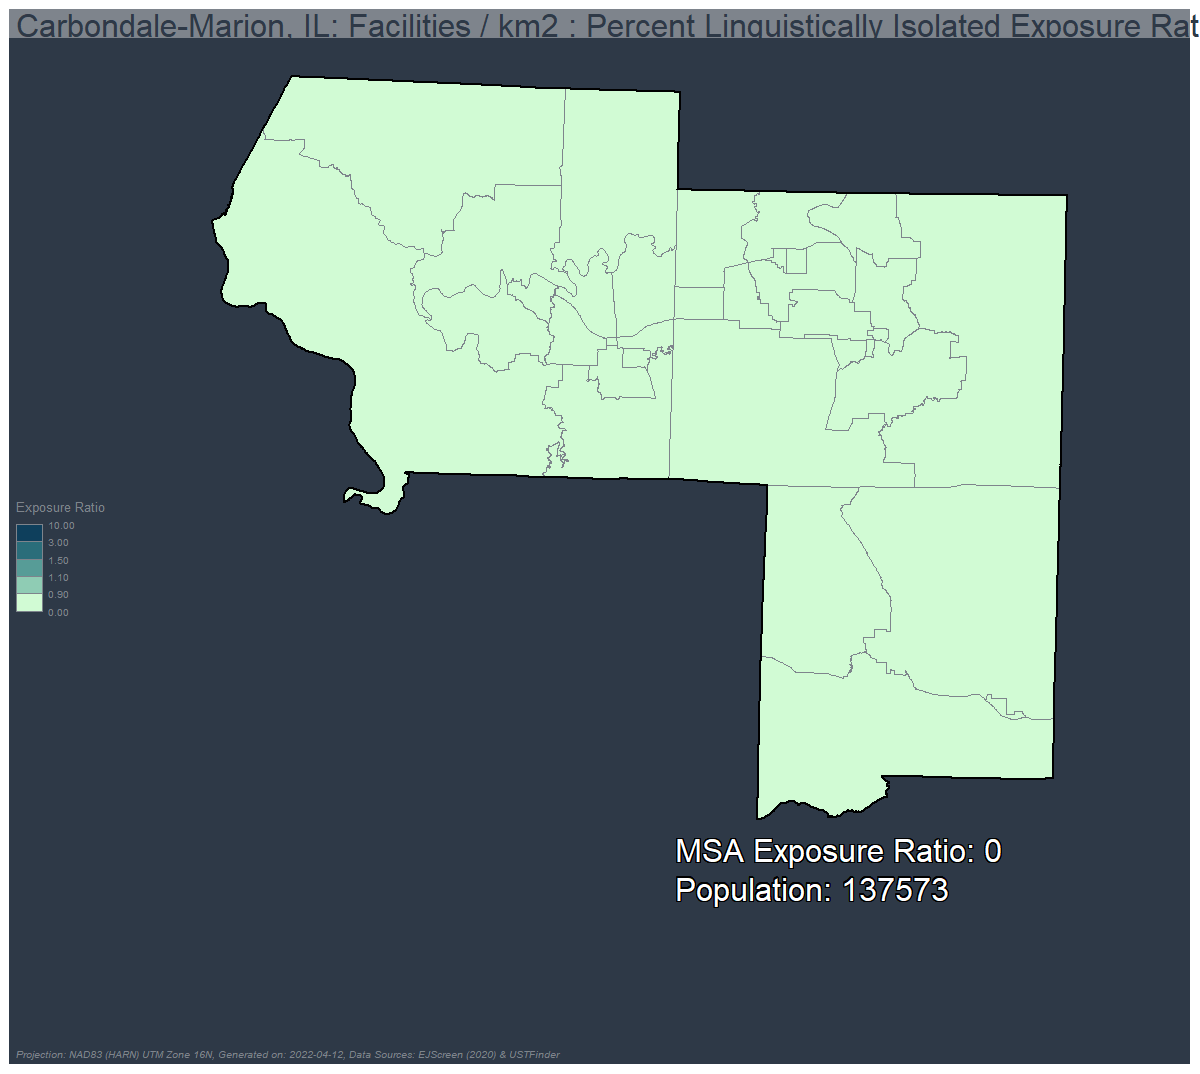 Carbondale-Marion, IL: Facilities / km2 : Percent Linguistically Isolated Exposure Rat
Exposure Ratio
10.00
3.00
1.50
1.10
0.90
0.00
MSA Exposure Ratio: 0
Population: 137573
Projection: NAD83 (HARN) UTM Zone 16N, Generated on: 2022-04-12, Data Sources: EJScreen (2020) & USTFinder